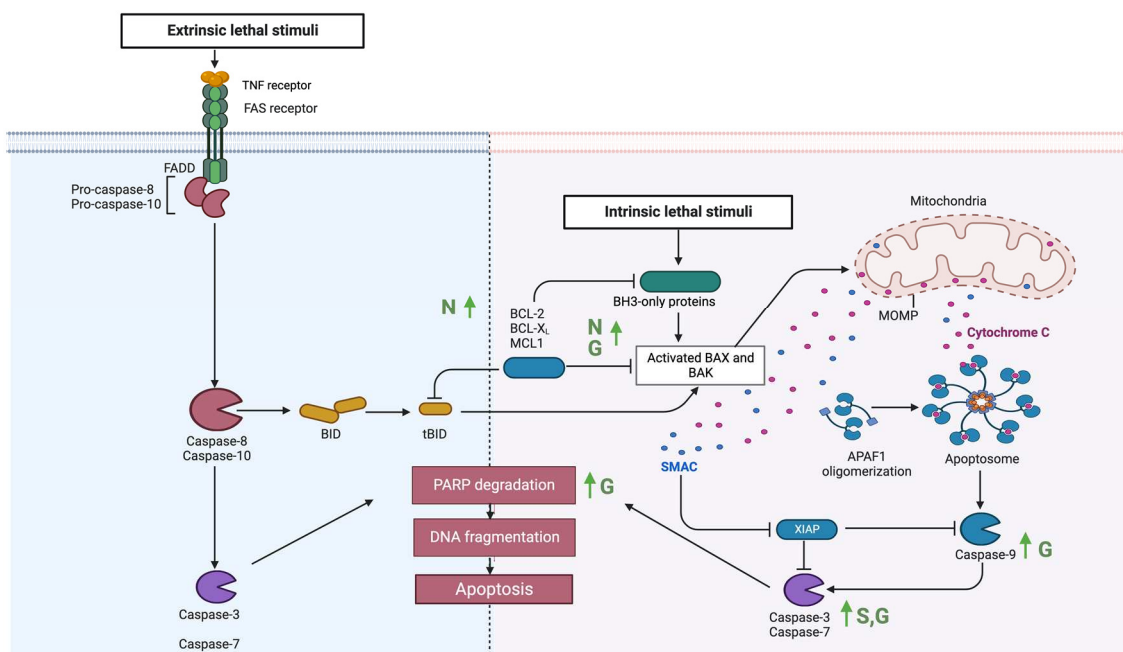 Extrinsic lethal stimuli
TNF receptor
FAS receptor
FADD
Pro-caspase-8
Pro-caspase-10
Intrinsic lethal stimuli
Mitochondria
BH3-only proteins
MOMP
N
BCL-2
BCL-XL
MCL1
N
G
Cytochrome C
Activated BAX and
BAK
BID
tBID
Caspase-8
Caspase-10
APAF1
oligomerization
Apoptosome
SMAC
PARP degradation
G
DNA fragmentation
XIAP
Caspase-9
G
Apoptosis
Caspase-3
Caspase-7
Caspase-3
Caspase-7
S,G